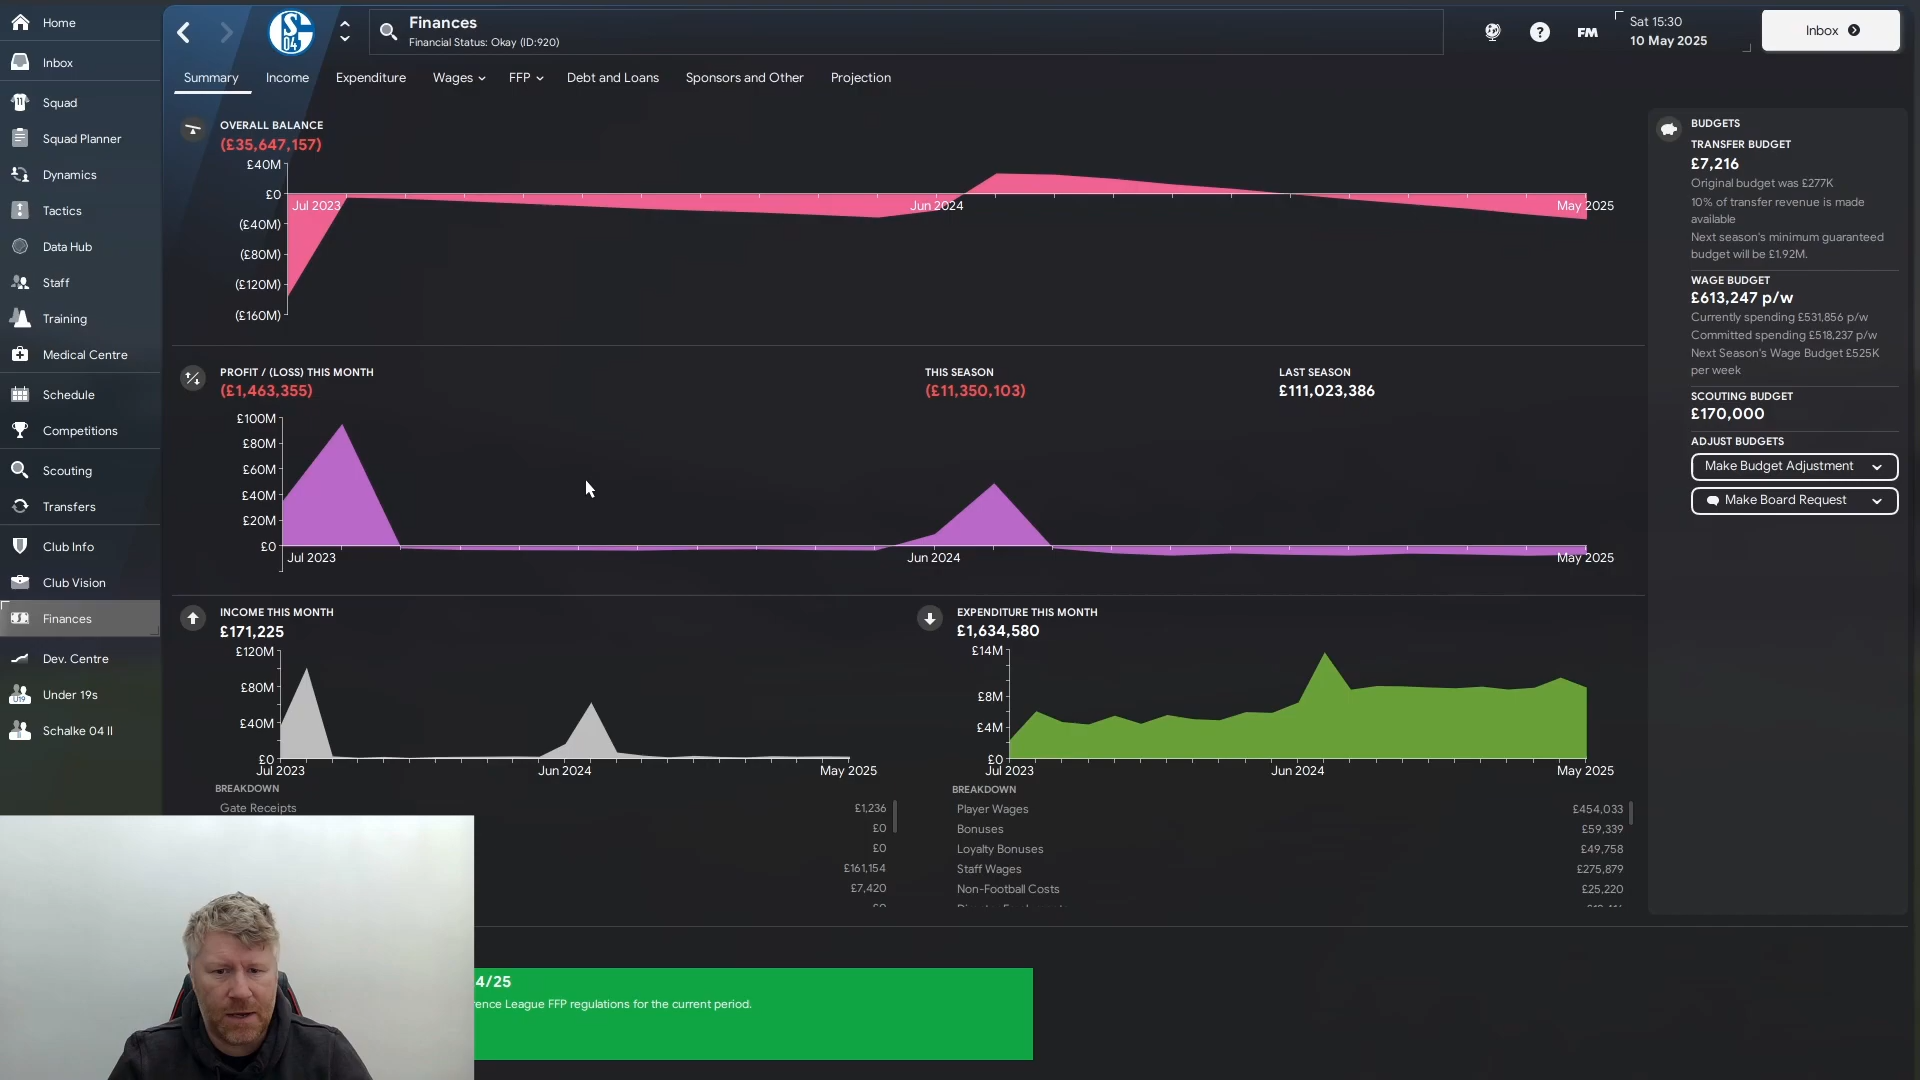 Home
Inbox
Squad
Squad Planner
Dynamics
Tactics
Data Hub
Staff
Training
Medical Centre
Schedule
Competitions
Scouting
Transfers
Club Info
Club Vision
Finances
Dev. Centre
Under 19s
Schalke 04 II
Finances
Financial Status: Okay (ID:920)
FM
Sat 15:30
10 May 2025
Inbox
Summary Income Expenditure Wages FFP Debt and Loans Sponsors and Other Projection
OVERALL BALANCE
(£35,647,157)
£40M
£0
(£40M)
(£80M)
(£120M)
(£160M)
Jul 2023 Jun 2024 May 2025
PROFIT / (LOSS) THIS MONTH
(£1,463,355)
THIS SEASON
(£11,350,103)
LAST SEASON
£111,023,386
£100M
£80M
£60M
£40M
£20M
£0
Jul 2023 Jun 2024 May 2025
INCOME THIS MONTH
£171,225
£120M
£80M
£40M
£0
Jul 2023 Jun 2024 May 2025
BREAKDOWN
Gate Receipts £1,236
£0
£0
£161,154
£7,420
£0
EXPENDITURE THIS MONTH
£1,634,580
£14M
£8M
£4M
£0
Jul 2023 Jun 2024 May 2025
BREAKDOWN
Player Wages £454,033
Bonuses £59,339
Loyalty Bonuses £49,758
Staff Wages £275,879
Non-Football Costs £25,220
4/25
rence League FFP regulations for the current period.
BUDGETS
TRANSFER BUDGET
£7,216
Original budget was £277K
10% of transfer revenue is made
available
Next season's minimum guaranteed
budget will be £1.92M.
WAGE BUDGET
£613,247 p/w
Currently spending £531,856 p/w
Committed spending £518,237 p/w
Next Season's Wage Budget £525K
per week
SCOUTING BUDGET
£170,000
ADJUST BUDGETS
Make Budget Adjustment
Make Board Request